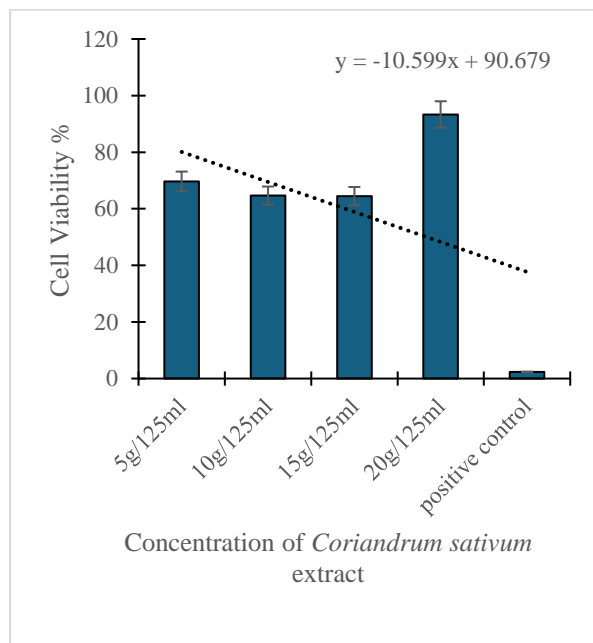 y = -10.599x + 90.679
120
100
80
60
40
20
0
Cell Viability %
5g/125ml
10g/125ml
15g/125ml
20g/125ml
positive control
Concentration of Coriandrum sativum
extract